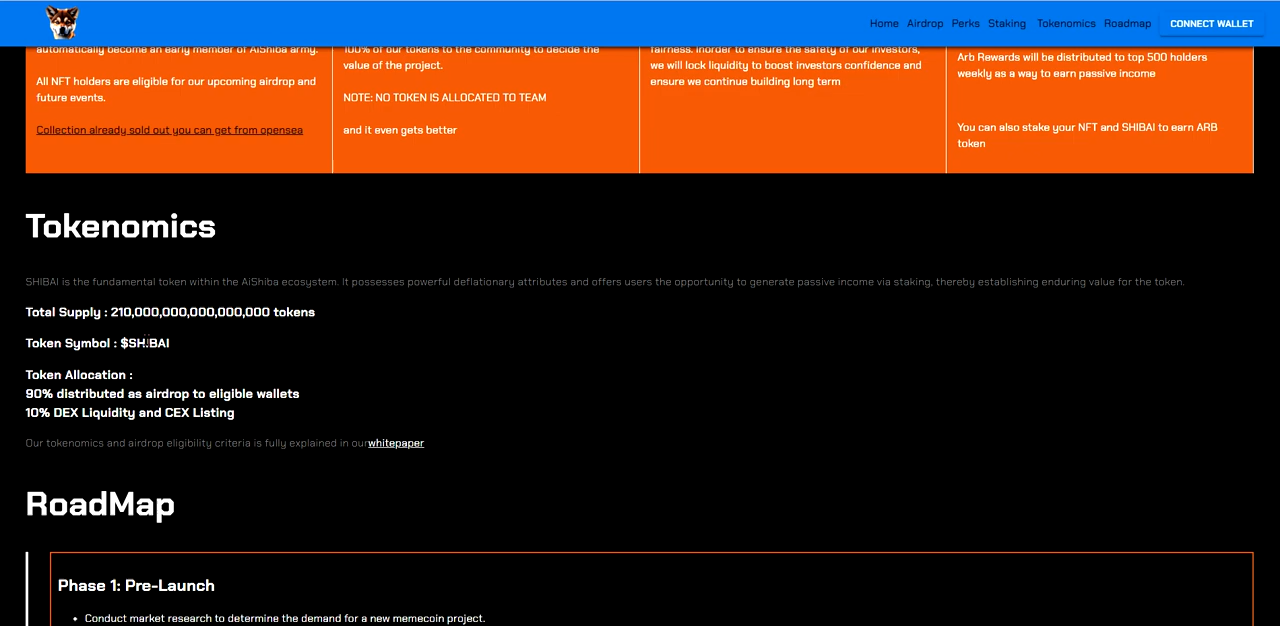 Home Airdrop Perks Staking Tokenomics Roadmap CONNECT WALLET
automatically become an early member of AiShiba army.
All NFT holders are eligible for our upcoming airdrop and
future events.
Collection already sold out you can get from opensea
100% of our tokens to the community to decide the
value of the project.
NOTE: NO TOKEN IS ALLOCATED TO TEAM
and it even gets better
fairness. Inorder to ensure the safety of our investors,
we will lock liquidity to boost investors confidence and
ensure we continue building long term
Arb Rewards will be distributed to top 500 holders
weekly as a way to earn passive income
You can also stake your NFT and SHIBAI to earn ARB
token
Tokenomics
SHIBAI is the fundamental token within the AiShiba ecosystem. It possesses powerful deflationary attributes and offers users the opportunity to generate passive income via staking, thereby establishing enduring value for the token.
Total Supply : 210,000,000,000,000,000 tokens
Token Symbol : $SHIBAI
Token Allocation :
90% distributed as airdrop to eligible wallets
10% DEX Liquidity and CEX Listing
Our tokenomics and airdrop eligibility criteria is fully explained in our whitepaper
RoadMap
Phase 1: Pre-Launch
• Conduct market research to determine the demand for a new memecoin project.